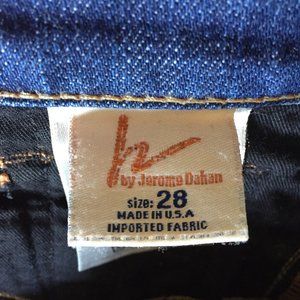 by Jerome Dahan
size: 28
MADE IN U.S.A
IMPORTED FABRIC